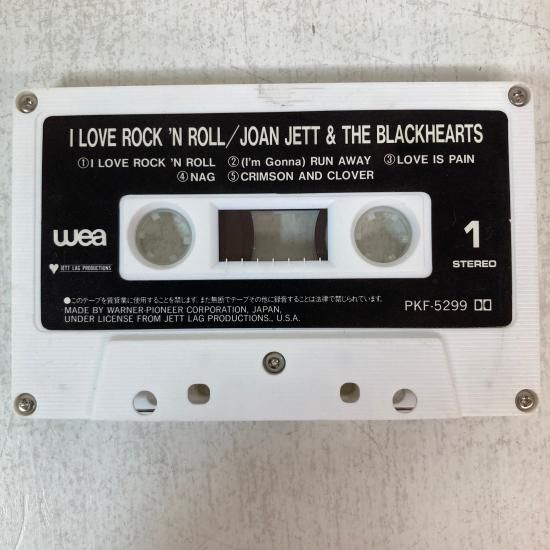 I LOVE ROCK 'N ROLL/JOAN JETT & THE BLACKHEARTS
①I LOVE ROCK 'N ROLL ②(I'm Gonna) RUN AWAY ③LOVE IS PAIN
④NAG ⑤CRIMSON AND CLOVER
wea
1
STEREO
JETT LAG PRODUCTIONS
●このテープを賃貸業に使用することを禁じます。また無断でテープその他に録音することは法律で禁じられています。
MADE BY WARNER-PIONEER CORPORATION, JAPAN,
UNDER LICENSE FROM JETT LAG PRODUCTIONS., U.S.A.
PKF-5299